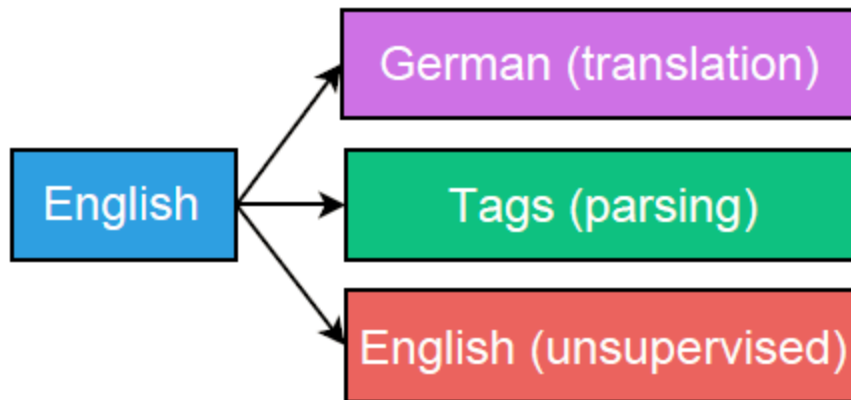 German (translation)
English
Tags (parsing)
English (unsupervised)